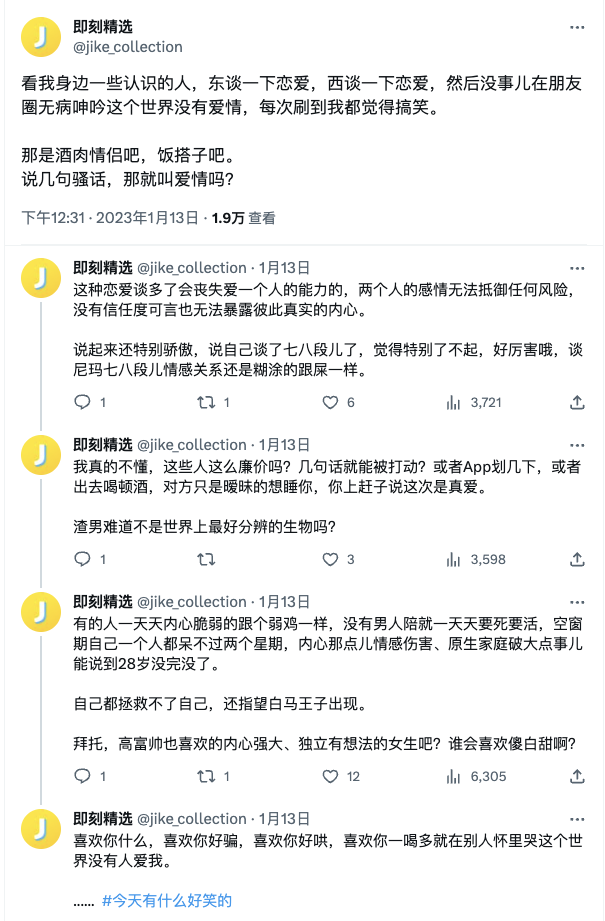 即刻精选
@jike_collection
看我身边一些认识的人，东谈一下恋爱，西谈一下恋爱，然后没事儿在朋友
圈无病呻吟这个世界没有爱情，每次刷到我都觉得搞笑。
那是酒肉情侣吧，饭搭子吧。
说几句骚话，那就叫爱情吗？
下午12:31 · 2023年1月13日 · 1.9万 查看
即刻精选 @jike_collection · 1月13日
这种恋爱谈多了会丧失爱一个人的能力的，两个人的感情无法抵御任何风险，
没有信任度可言也无法暴露彼此真实的内心。
说起来还特别骄傲，说自己谈了七八段儿了，觉得特别了不起，好厉害哦，谈
尼玛七八段儿情感关系还是糊涂的跟屎一样。
1 1 6 3,721
即刻精选 @jike_collection · 1月13日
我真的不懂，这些人这么廉价吗？几句话就能被打动？或者App划几下，或者
出去喝顿酒，对方只是暧昧的想睡你，你上赶子说这次是真爱。
渣男难道不是世界上最好分辨的生物吗？
1 3 3,598
即刻精选 @jike_collection · 1月13日
有的人一天天内心脆弱的跟个弱鸡一样，没有男人陪就一天天要死要活，空窗
期自己一个人都呆不过两个星期，内心那点儿情感伤害、原生家庭破大点事儿
能说到28岁没完没了。
自己都拯救不了自己，还指望白马王子出现。
拜托，高富帅也喜欢的内心强大、独立有想法的女生吧？谁会喜欢傻白甜啊？
1 1 12 6,305
即刻精选 @jike_collection · 1月13日
喜欢你什么，喜欢你好骗，喜欢你好哄，喜欢你一喝多就在别人怀里哭这个世
界没有人爱我。
...... #今天有什么好笑的